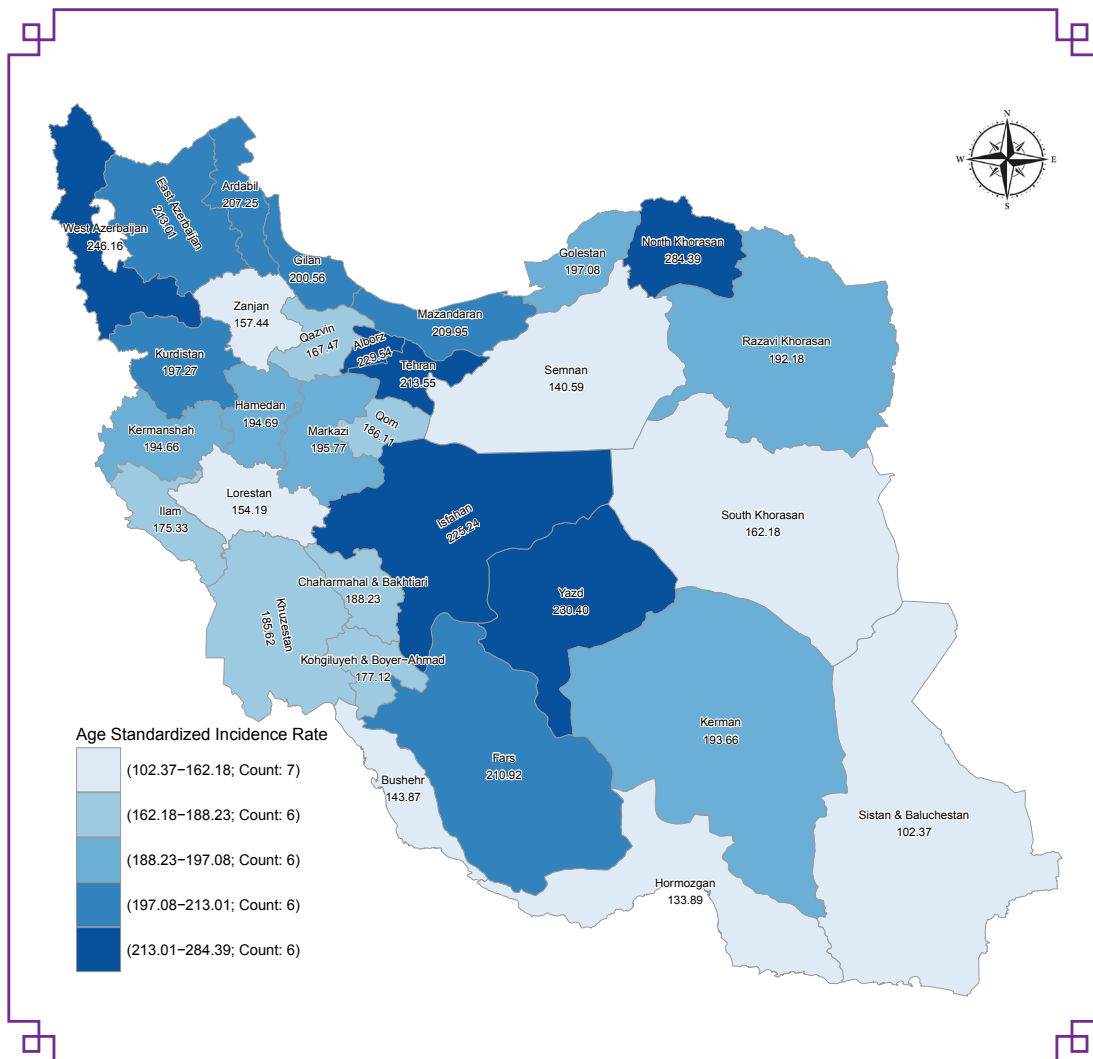 N
W
E
S
Ardabil
207.25
East Azerbaijan
213.01
West Azerbaijan
246.16
Gilan
200.56
Golestan
197.08
North Khorasan
284.39
Zanjan
157.44
Mazandaran
209.95
Qazvin
167.47
Alborz
229.54
Razavi Khorasan
192.18
Kurdistan
197.27
Tehran
213.55
Semnan
140.59
Hamedan
194.69
Kermanshah
194.66
Markazi
195.77
Qom
186.11
Lorestan
154.19
Ilam
175.33
Isfahan
225.24
South Khorasan
162.18
Chaharmahal & Bakhtiari
188.23
Yazd
230.40
Khuzestan
185.62
Kohgiluyeh & Boyer−Ahmad
177.12
Kerman
193.66
Fars
210.92
Bushehr
143.87
Sistan & Baluchestan
102.37
Hormozgan
133.89
Age Standardized Incidence Rate
(102.37−162.18; Count: 7)
(162.18−188.23; Count: 6)
(188.23−197.08; Count: 6)
(197.08−213.01; Count: 6)
(213.01−284.39; Count: 6)